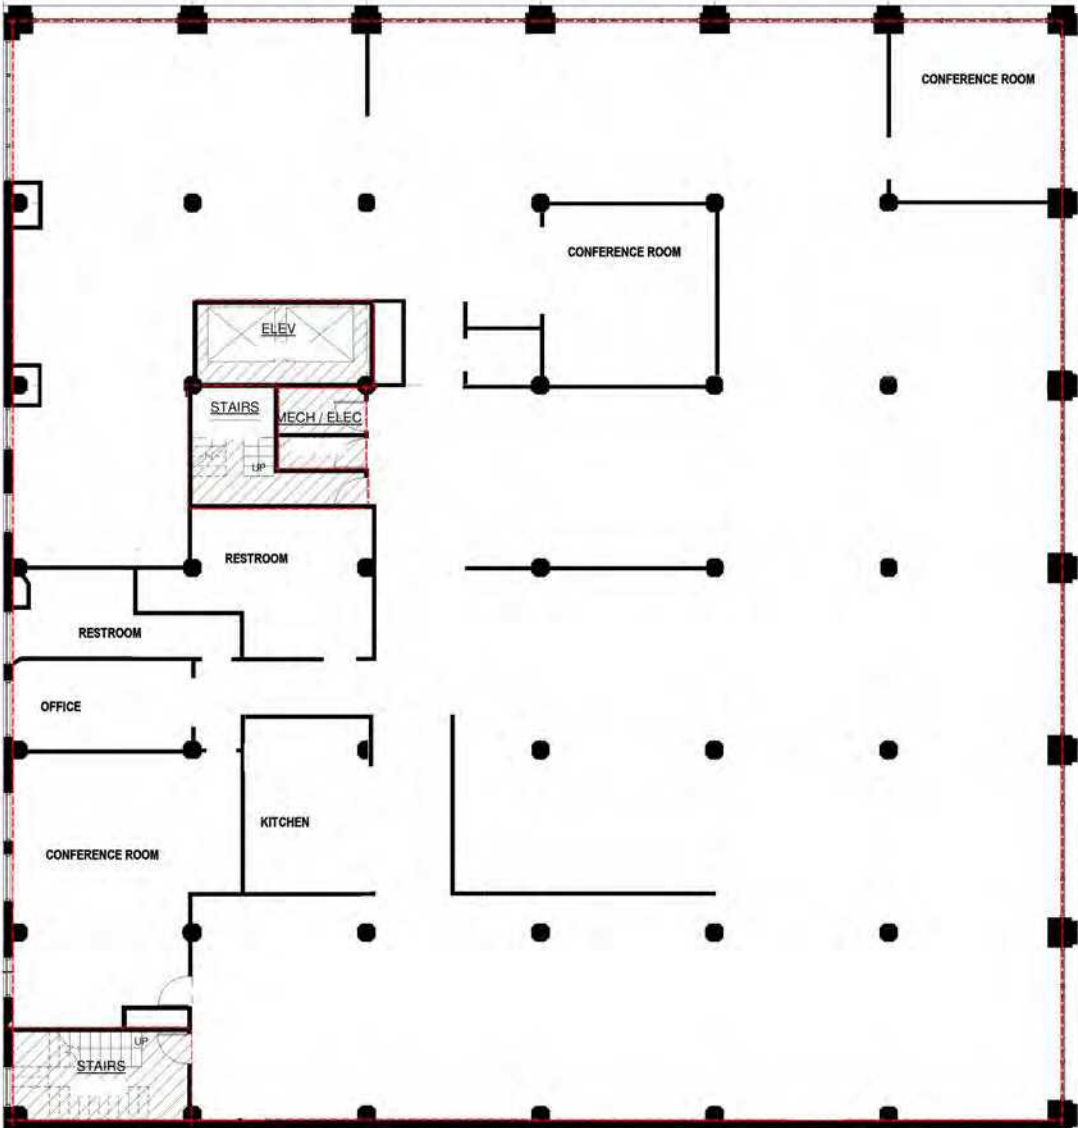 CONFERENCE ROOM
CONFERENCE ROOM
ELEV
STAIRS
MECH / ELEC
UP
RESTROOM
RESTROOM
OFFICE
KITCHEN
CONFERENCE ROOM
UP
STAIRS